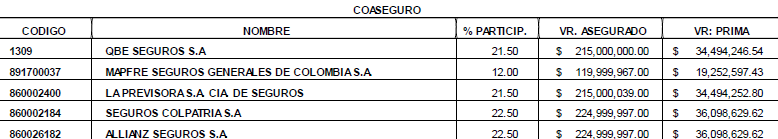 COASEGURO
CODIGO NOMBRE % PARTICIP. VR. ASEGURADO VR: PRIMA
1309 QBE SEGUROS S.A 21.50 $ 215,000,000.00 $ 34,494,246.54
891700037 MAPFRE SEGUROS GENERALES DE COLOMBIA S.A. 12.00 $ 119,999,967.00 $ 19,252,597.43
860002400 LA PREVISORA S.A. CIA. DE SEGUROS 21.50 $ 215,000,039.00 $ 34,494,252.80
860002184 SEGUROS COLPATRIA S.A 22.50 $ 224,999,997.00 $ 36,098,629.62
860026182 ALLIANZ SEGUROS S.A 22.50 $ 224,999,997.00 $ 36,098,629.62